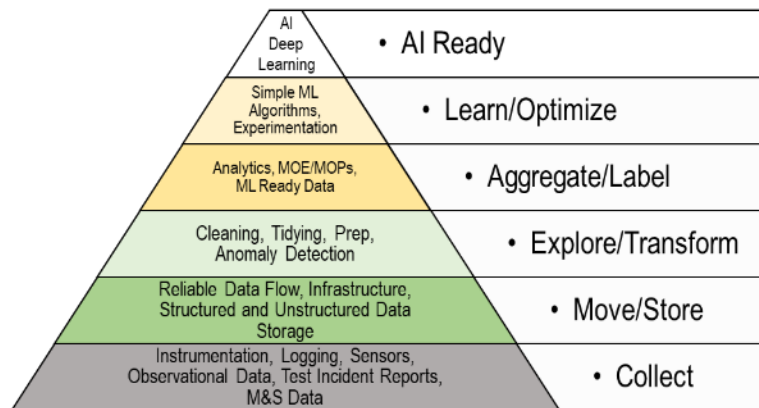 AI
Deep
Learning
• AI Ready
Simple ML
Algorithms,
Experimentation
• Learn/Optimize
Analytics, MOE/MOPs,
ML Ready Data
• Aggregate/Label
Cleaning, Tidying, Prep,
Anomaly Detection
• Explore/Transform
Reliable Data Flow, Infrastructure,
Structured and Unstructured Data
Storage
• Move/Store
Instrumentation, Logging, Sensors,
Observational Data, Test Incident Reports,
M&S Data
• Collect